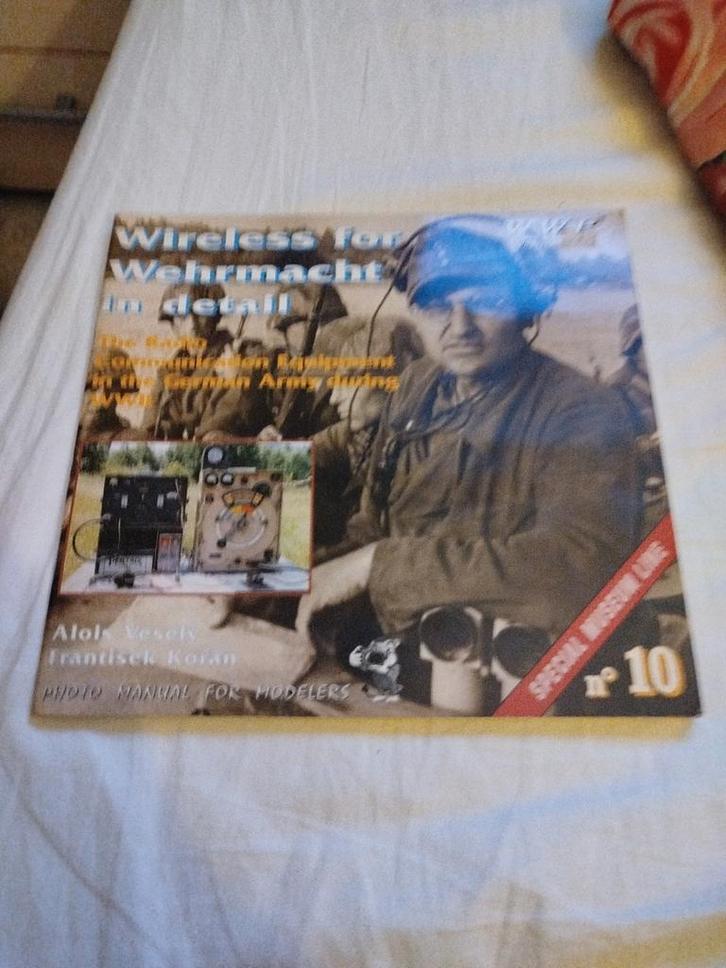 Wireless for
Wehrmacht
in detail
WWP
The Radio
Communication Equipment
in the German Army during
WWII
Alois Vesely
Frantisek Koran
PHOTO MANUAL FOR MODELERS
SPECIAL MUSEUM LINE
n° 10